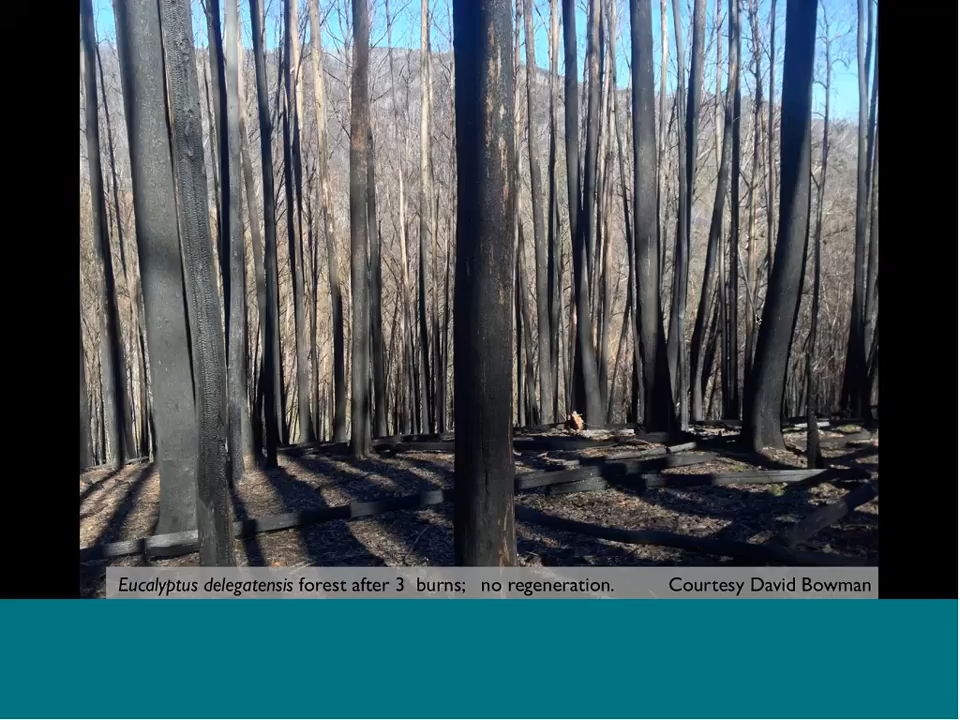 Eucalyptus delegatensis forest after 3 burns; no regeneration. Courtesy David Bowman